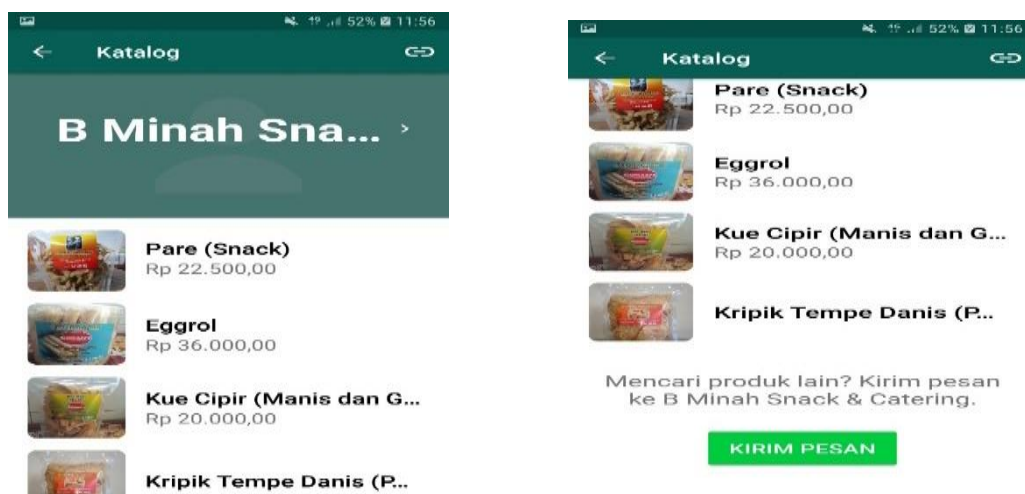 52% 11:56
Katalog
B Minah Sna...
Pare (Snack)
Rp 22.500,00
Eggrol
Rp 36.000,00
Kue Cipir (Manis dan G...
Rp 20.000,00
Kripik Tempe Danis (P...
52% 11:56
Katalog
Pare (Snack)
Rp 22.500,00
Eggrol
Rp 36.000,00
Kue Cipir (Manis dan G...
Rp 20.000,00
Kripik Tempe Danis (P...
Mencari produk lain? Kirim pesan
ke B Minah Snack & Catering.
KIRIM PESAN